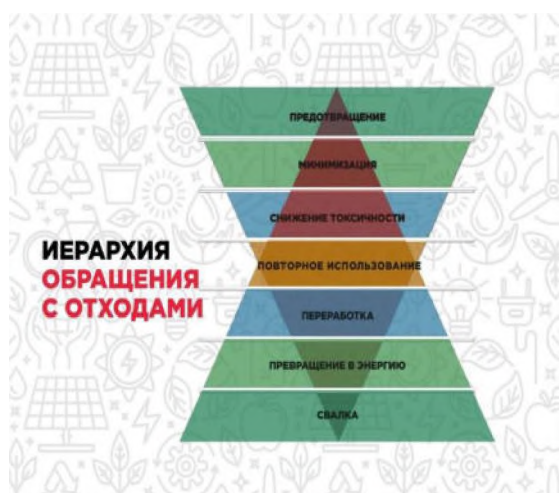 ПРЕДОТВРАЩЕНИЕ
МИНИМИЗАЦИЯ
СНИЖЕНИЕ ТОКСИЧНОСТИ
ИЕРАРХИЯ
ОБРАЩЕНИЯ
С ОТХОДАМИ
ПОВТОРНОЕ ИСПОЛЬЗОВАНИЕ
ПЕРЕРАБОТКА
ПРЕВРАЩЕНИЕ В ЭНЕРГИЮ
СВАЛКА